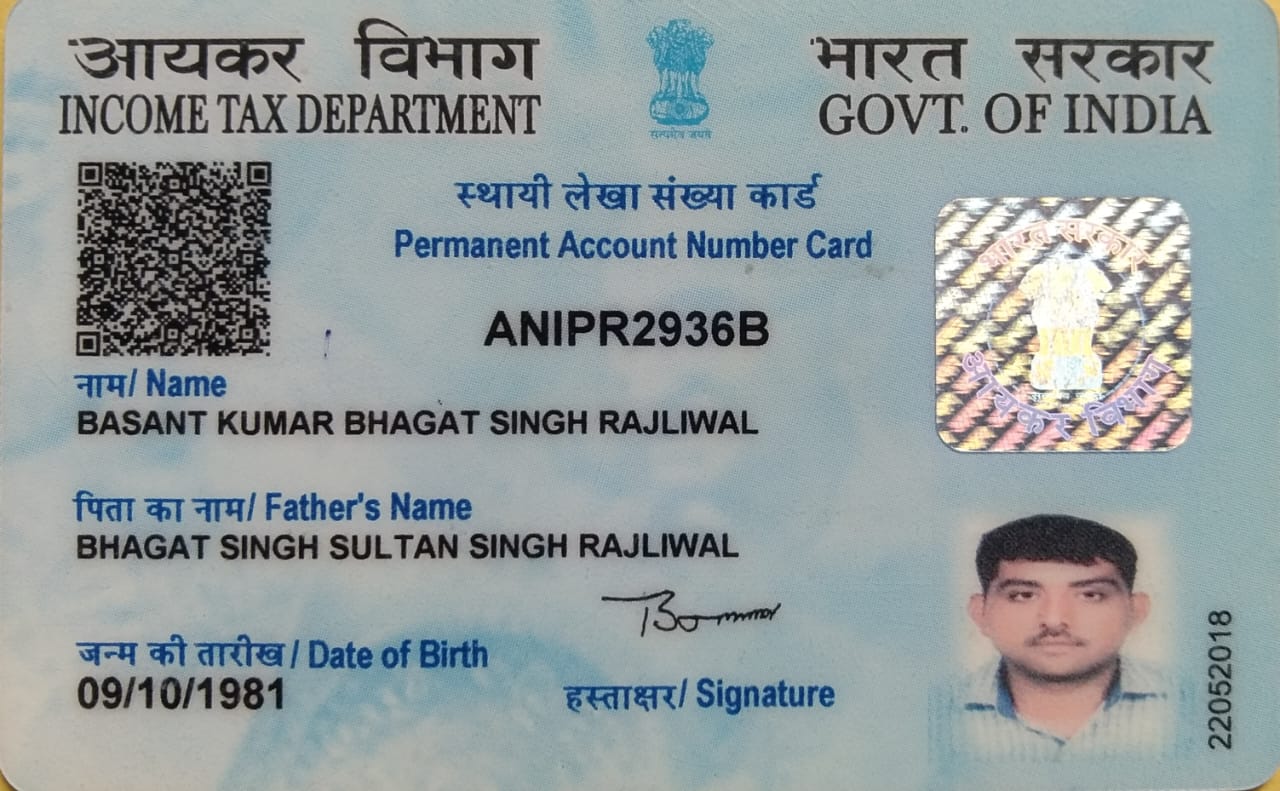 आयकर विभाग
INCOME TAX DEPARTMENT
सत्यमेव जयते
भारत सरकार
GOVT. OF INDIA
स्थायी लेखा संख्या कार्ड
Permanent Account Number Card
ANIPR2936B
भारत सरकार
आयकर विभाग
नाम/ Name
BASANT KUMAR BHAGAT SINGH RAJLIWAL
पिता का नाम/ Father's Name
BHAGAT SINGH SULTAN SINGH RAJLIWAL
जन्म की तारीख/ Date of Birth
09/10/1981
हस्ताक्षर/ Signature
22052018